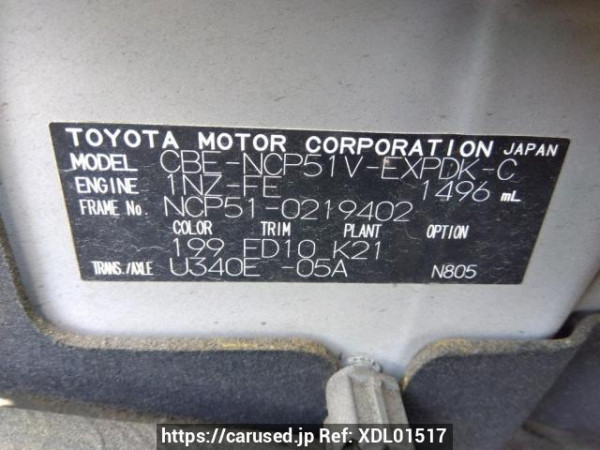 TOYOTA MOTOR CORPORATION JAPAN
MODEL CBE-NCP51V-EXPDK-C
ENGINE 1NZ-FE 1496 mL
FRAME No. NCP51-0219402
COLOR TRIM PLANT OPTION
199 FD10 K21
TRANS./AXLE U340E -05A N805
https://carused.jp Ref: XDL01517